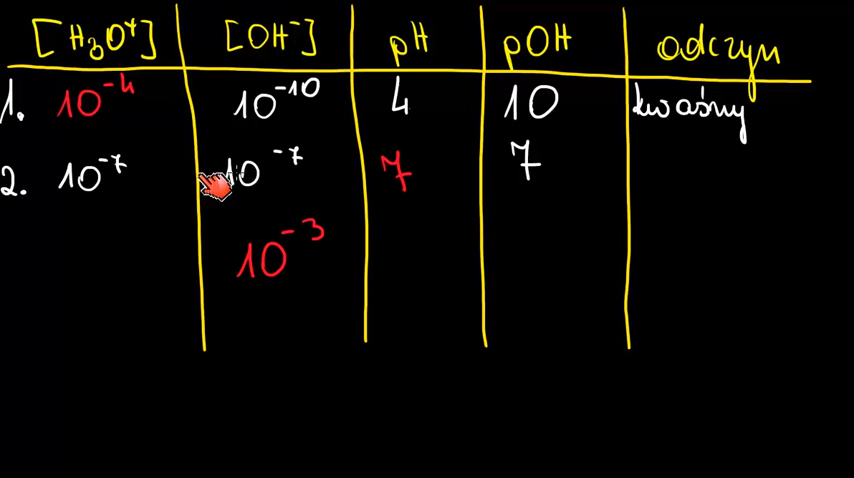 [H₃O⁺] [OH⁻] pH pOH odczyn
1. 10⁻⁴ 10⁻¹⁰ 4 10 kwaśny
2. 10⁻⁷ 10⁻⁷ 7 7
10⁻³